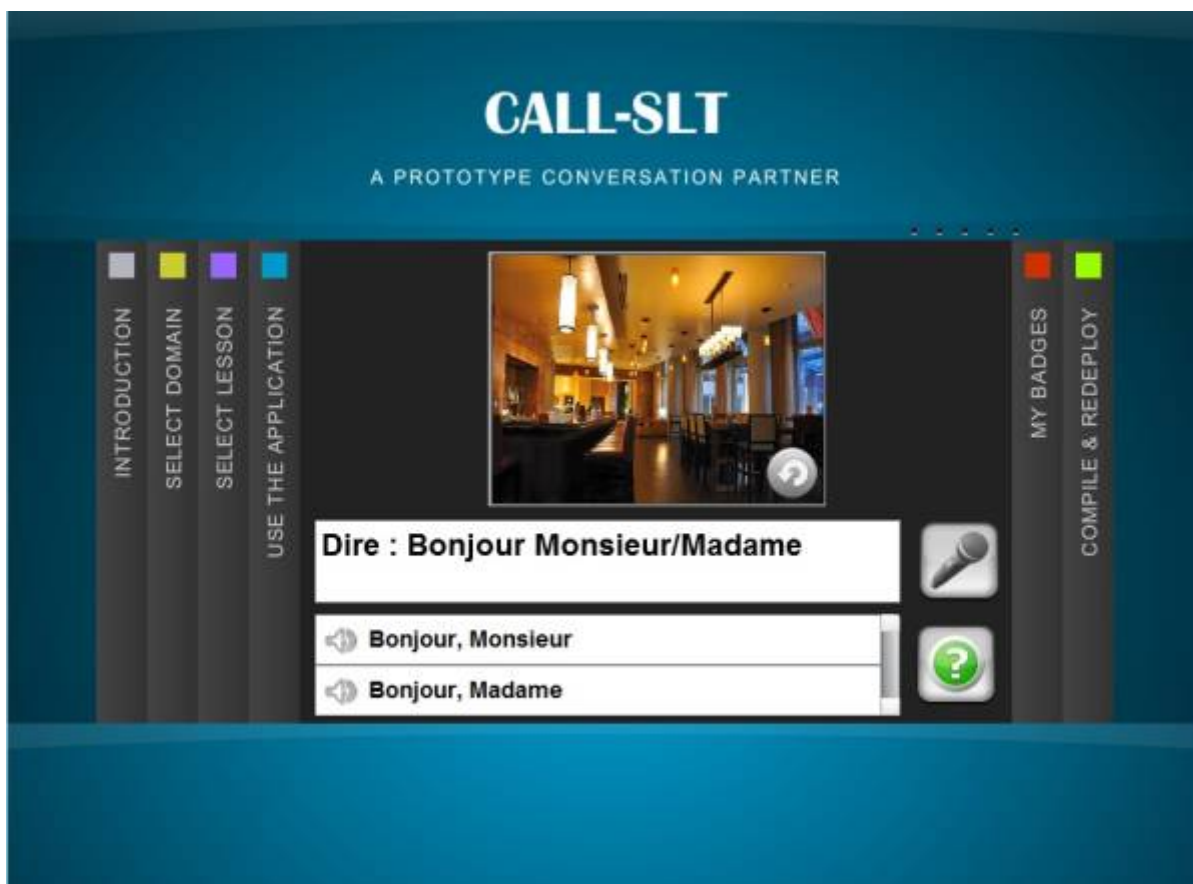 CALL-SLT
A PROTOTYPE CONVERSATION PARTNER
INTRODUCTION
SELECT DOMAIN
SELECT LESSON
USE THE APPLICATION
Dire : Bonjour Monsieur/Madame
Bonjour, Monsieur
Bonjour, Madame
?
MY BADGES
COMPILE & REDEPLOY